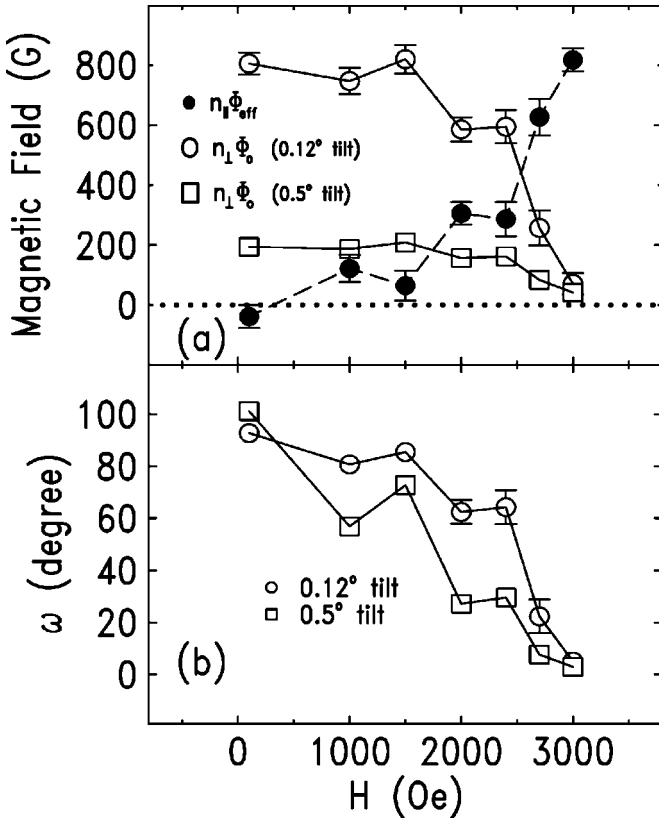 Magnetic Field (G)
800
600
400
200
0
● n∥Φeff
○ n⊥Φo (0.12° tilt)
□ n⊥Φo (0.5° tilt)
(a)
ω (degree)
100
80
60
40
20
0
○ 0.12° tilt
□ 0.5° tilt
(b)
0 1000 2000 3000
H (Oe)